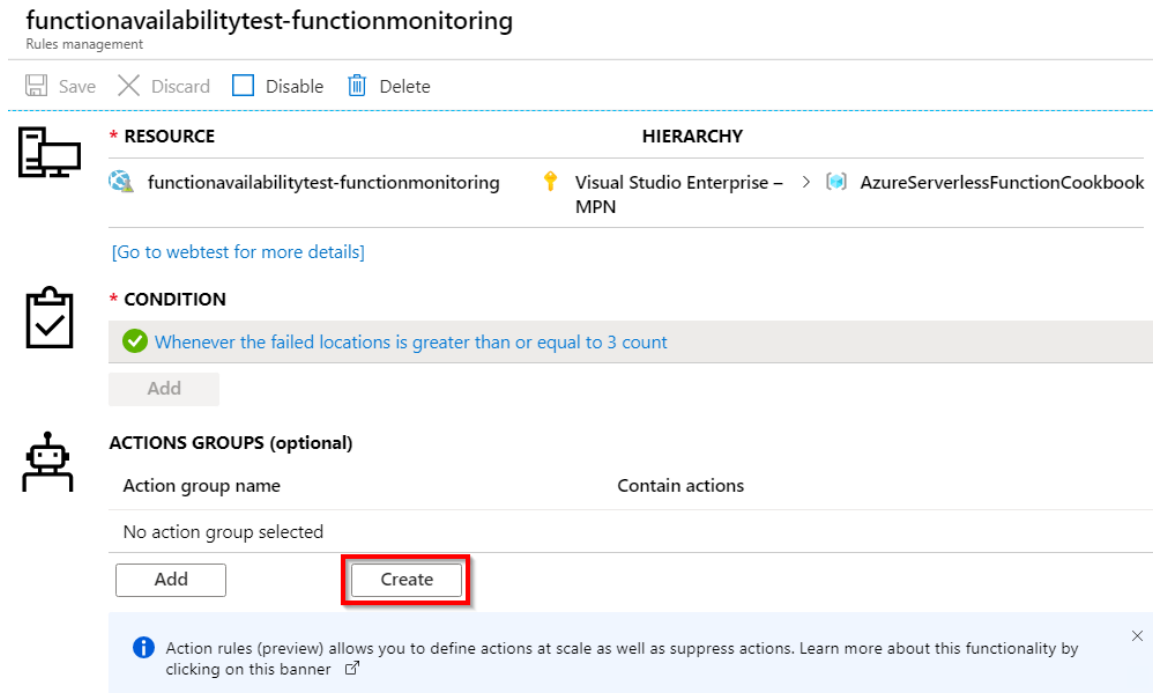 functionavailabilitytest-functionmonitoring
Rules management
Save Discard Disable Delete
* RESOURCE HIERARCHY
functionavailabilitytest-functionmonitoring Visual Studio Enterprise – > AzureServerlessFunctionCookbook
MPN
[Go to webtest for more details]
* CONDITION
Whenever the failed locations is greater than or equal to 3 count
Add
ACTIONS GROUPS (optional)
Action group name Contain actions
No action group selected
Add Create
Action rules (preview) allows you to define actions at scale as well as suppress actions. Learn more about this functionality by
clicking on this banner